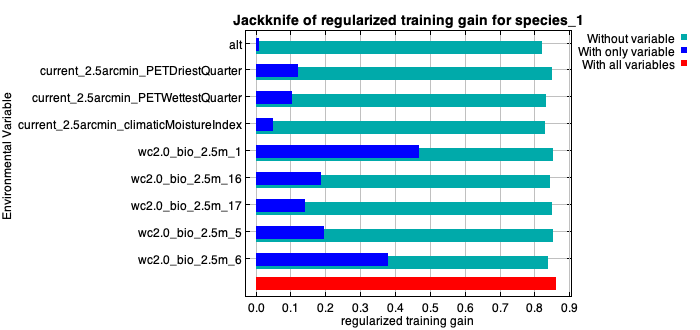 Jackknife of regularized training gain for species_1
Without variable
With only variable
With all variables
Environmental Variable
alt
current_2.5arcmin_PETDriestQuarter
current_2.5arcmin_PETWettestQuarter
current_2.5arcmin_climaticMoistureIndex
wc2.0_bio_2.5m_1
wc2.0_bio_2.5m_16
wc2.0_bio_2.5m_17
wc2.0_bio_2.5m_5
wc2.0_bio_2.5m_6
0.0 0.1 0.2 0.3 0.4 0.5 0.6 0.7 0.8 0.9
regularized training gain